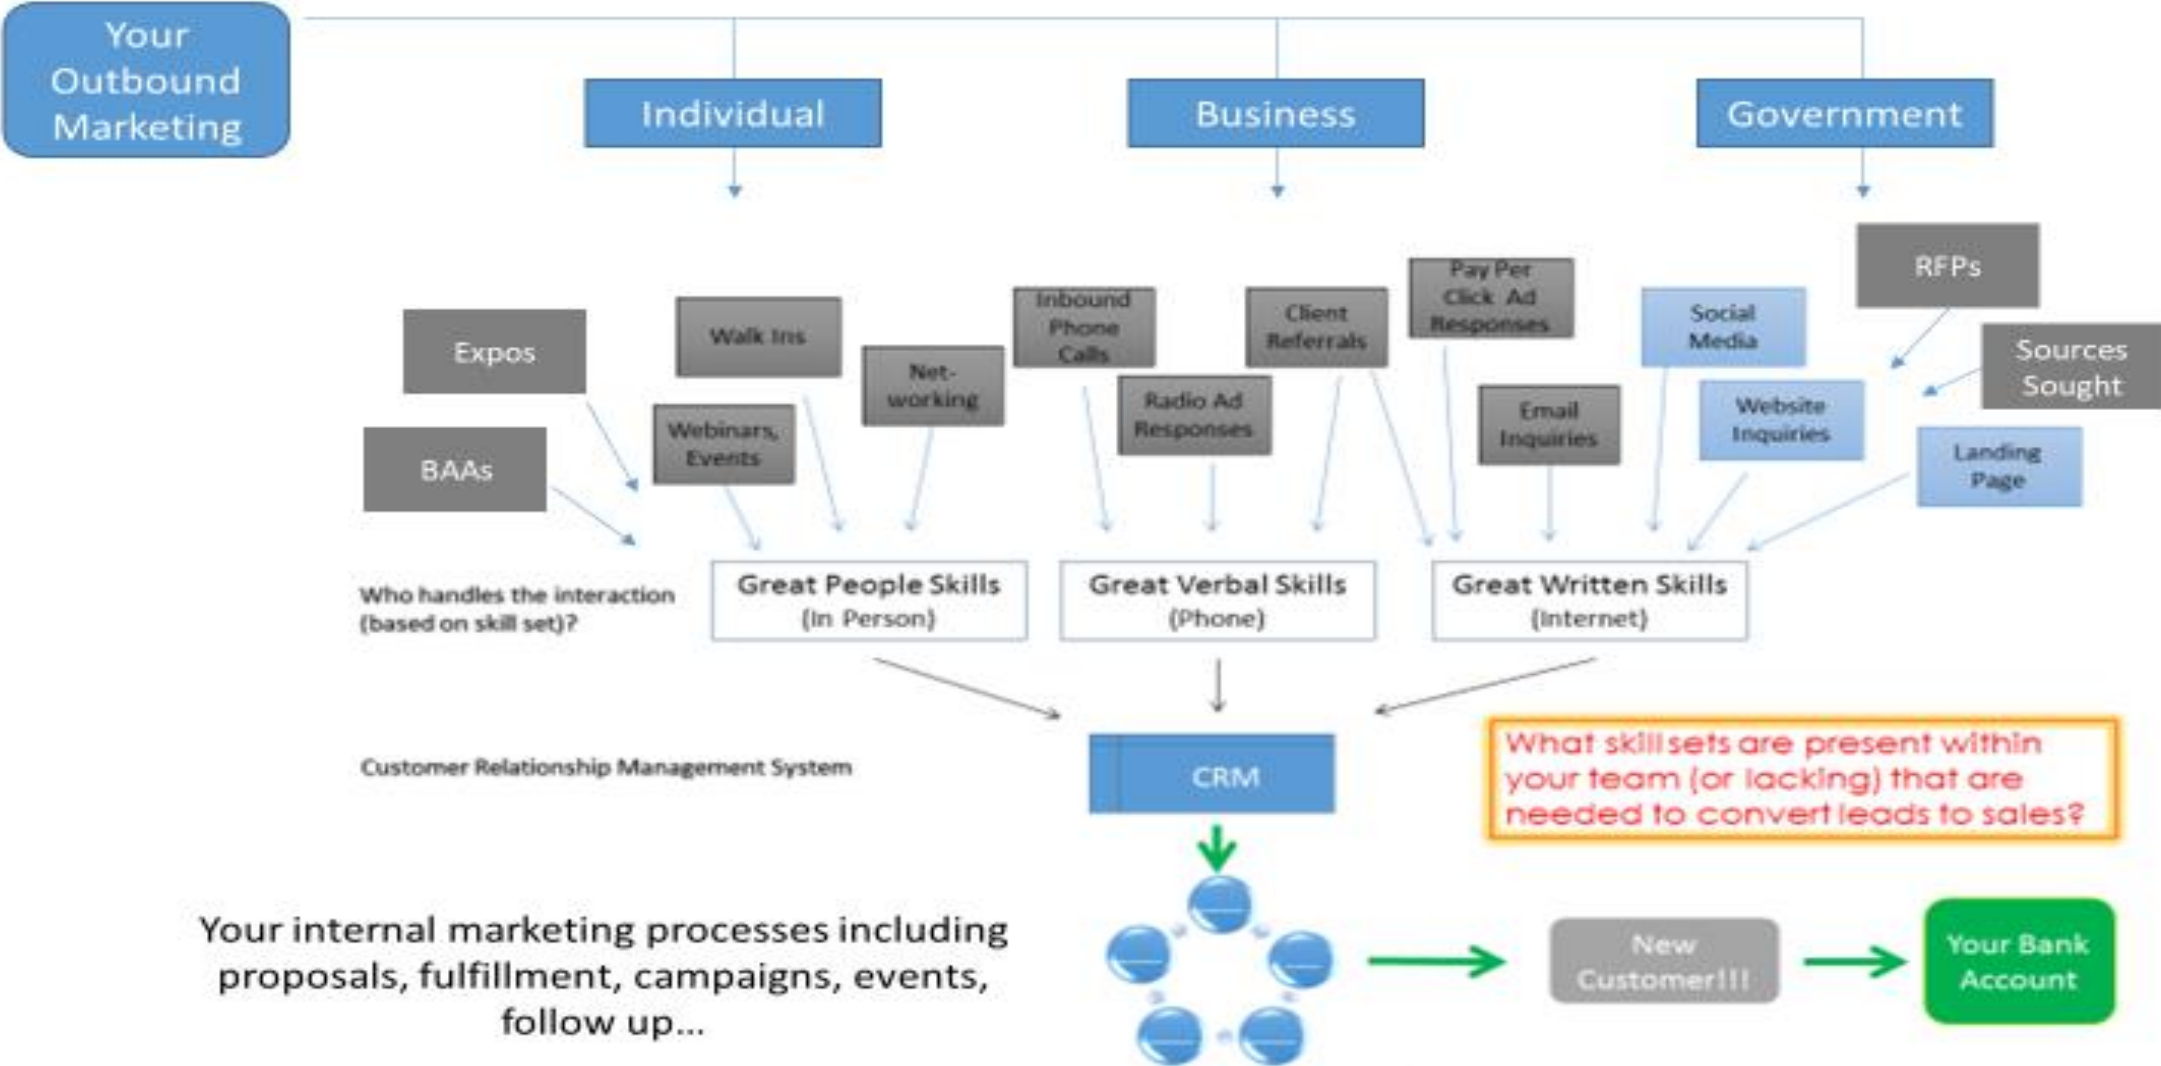 Your
Outbound
Marketing
Individual
Business
Government
Expos
BAAs
Walk Ins
Webinars,
Events
Net-
working
Inbound
Phone
Calls
Radio Ad
Responses
Client
Referrals
Pay Per
Click Ad
Responses
Email
Inquiries
Social
Media
Website
Inquiries
RFPs
Sources
Sought
Landing
Page
Who handles the interaction
(based on skill set)?
Great People Skills
(In Person)
Great Verbal Skills
(Phone)
Great Written Skills
(Internet)
Customer Relationship Management System
CRM
What skill sets are present within
your team (or lacking) that are
needed to convert leads to sales?
Your internal marketing processes including
proposals, fulfillment, campaigns, events,
follow up...
New
Customer!!!
Your Bank
Account